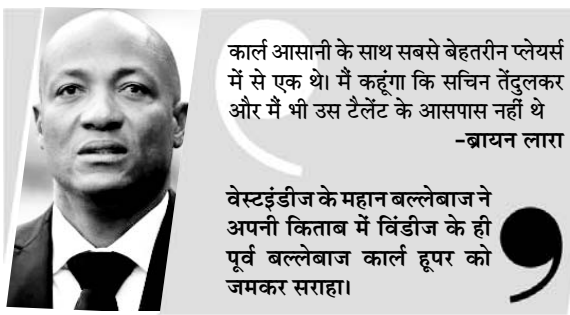 कार्ल आसानी के साथ सबसे बेहतरीन प्लेयर्स
में से एक थे। मैं कहूंगा कि सचिन तेंदुलकर
और मैं भी उस टैलेंट के आसपास नहीं थे
-ब्रायन लारा
वेस्टइंडीज के महान बल्लेबाज ने
अपनी किताब में विंडीज के ही
पूर्व बल्लेबाज कार्ल हूपर को
जमकर सराहा।